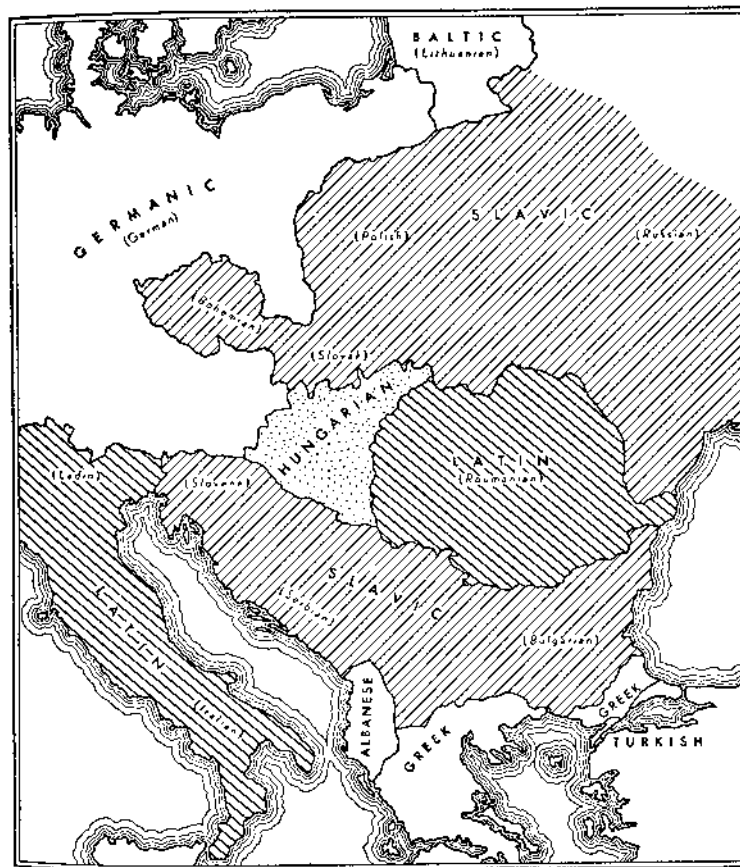 BALTIC
(Lithuanian)
GERMANIC
(German)
SLAVIC
(Polish)
(Russian)
(Bohemian)
(Slovak)
HUNGARIAN
LATIN
(Roumanian)
(Ladin)
(Slovene)
SLAVIC
(Serbian)
(Bulgarian)
LATIN
(Italian)
ALBANESE
GREEK
GREEK
TURKISH